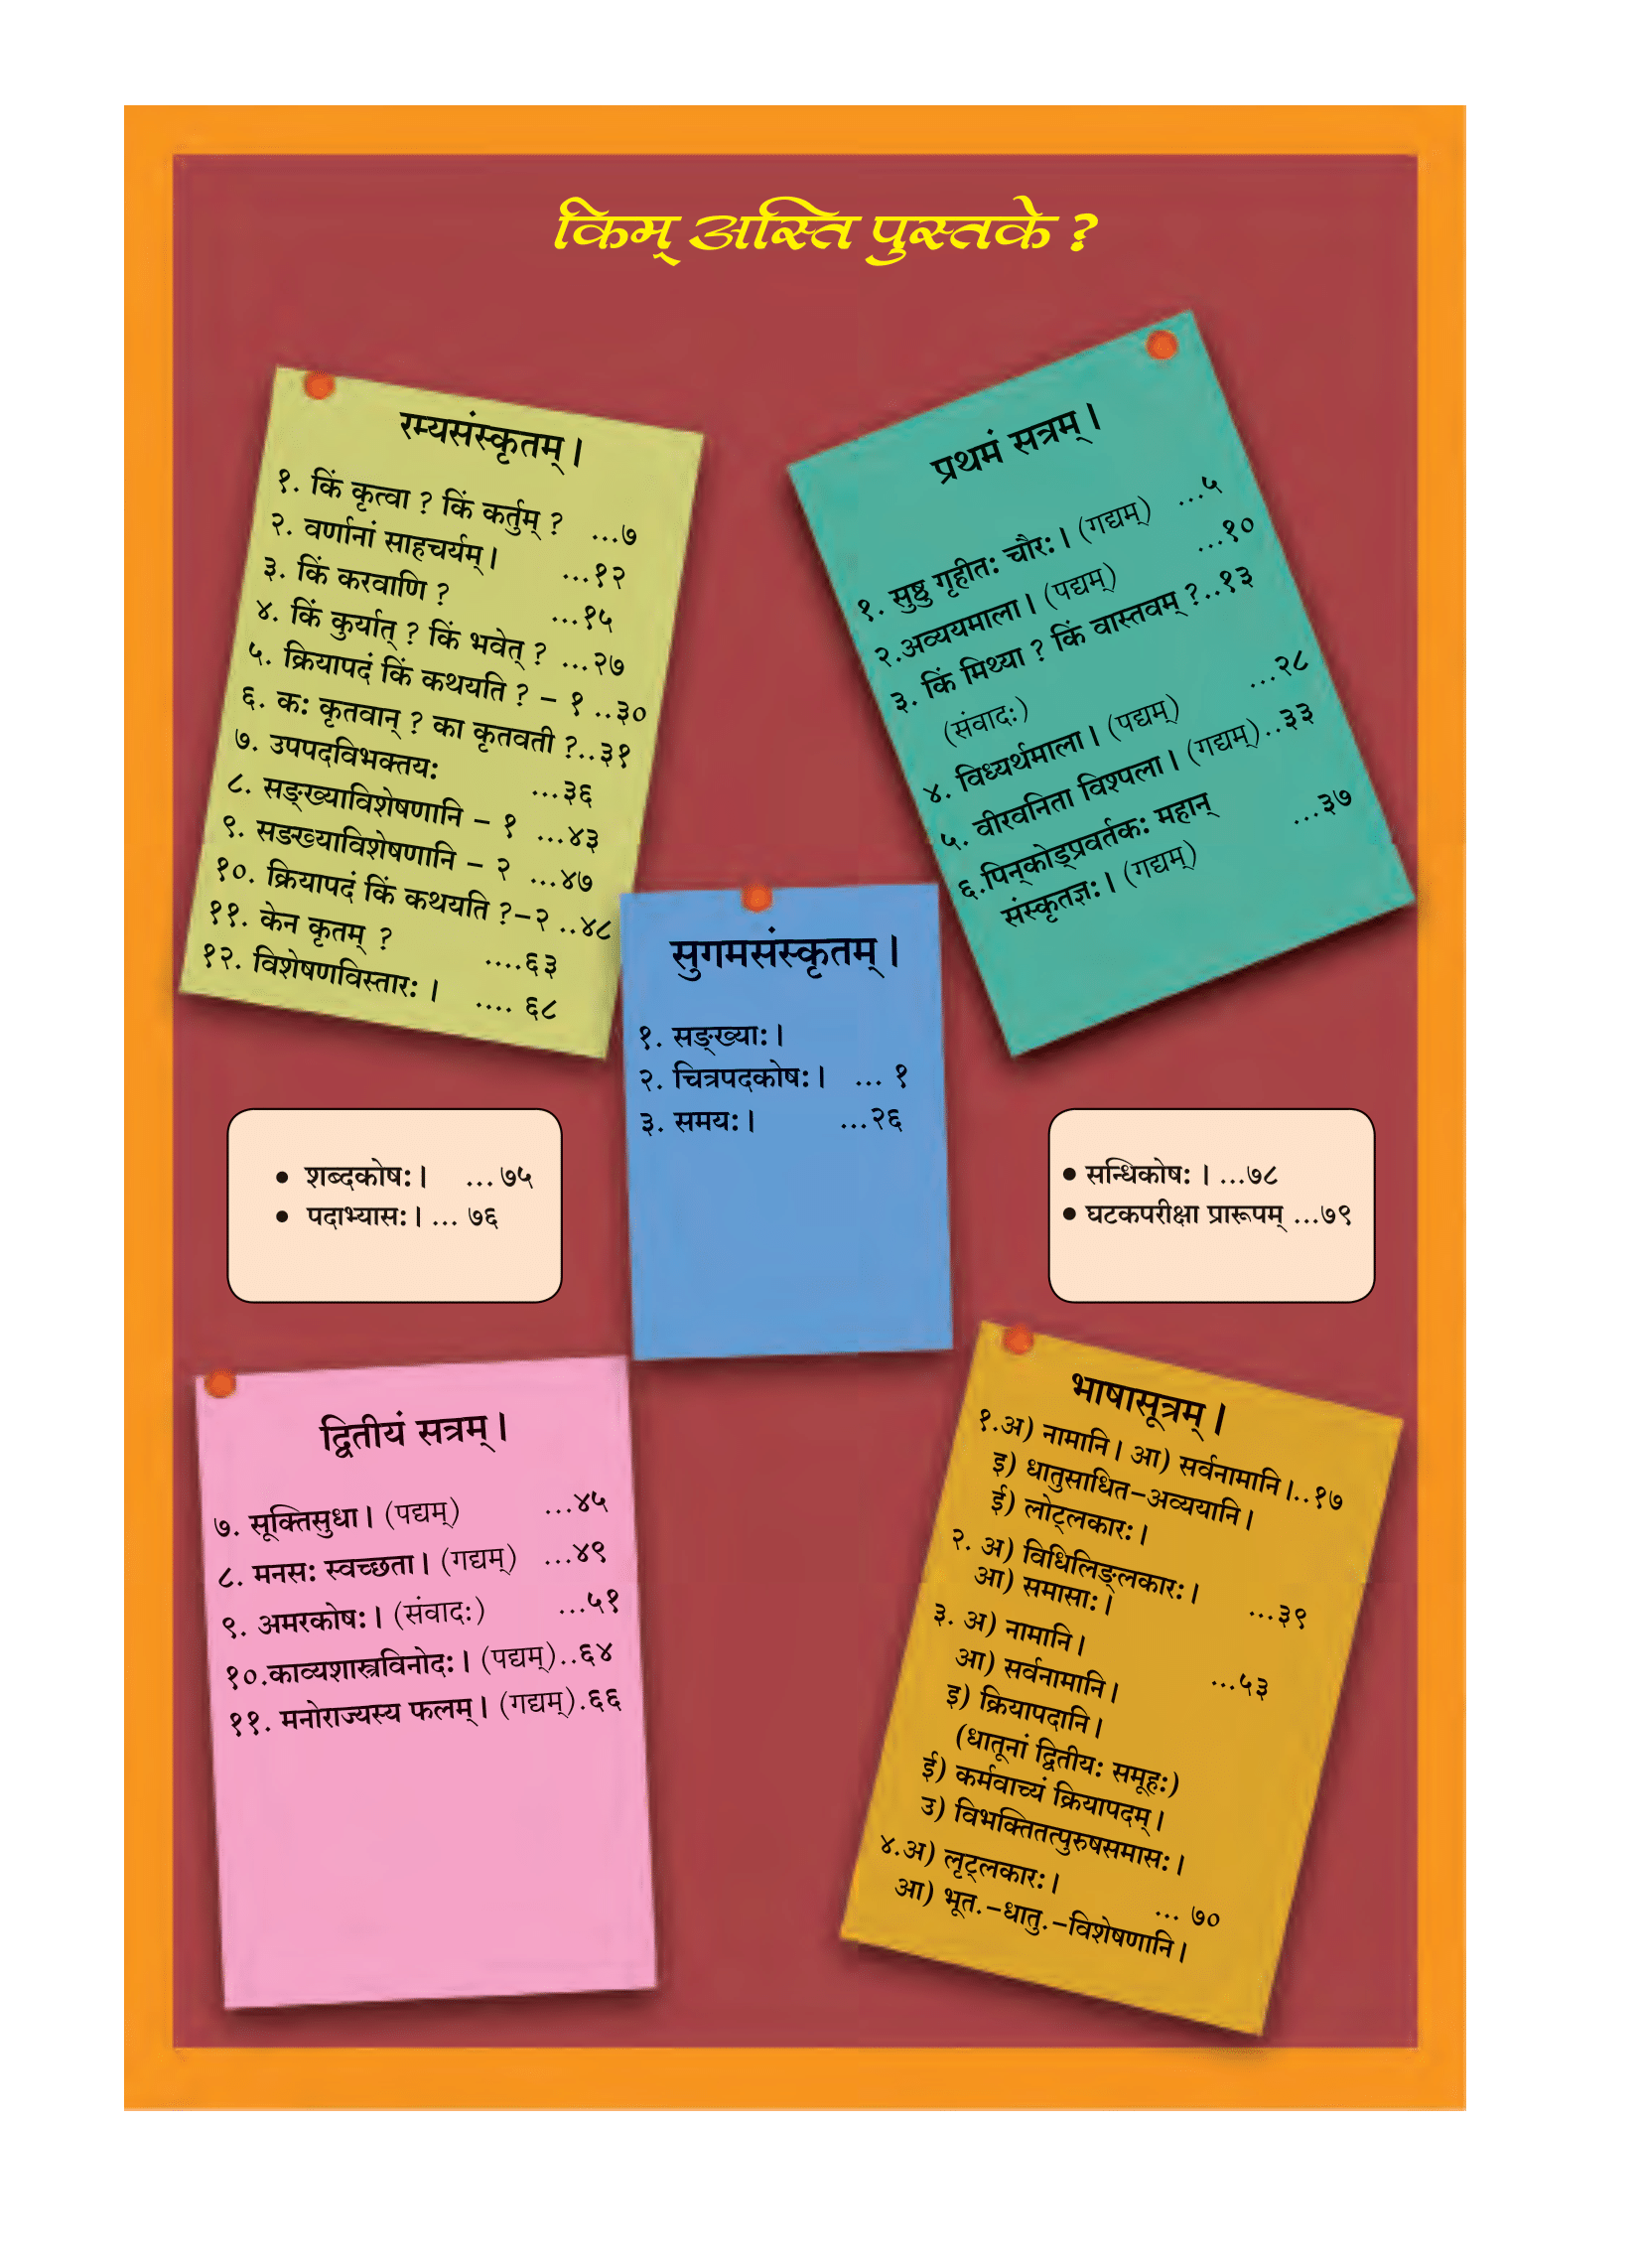 किम् अस्ति पुस्तके ?
रम्यसंस्कृतम् ।
१. किं कृत्वा ? किं कर्तुम् ? ...७
२. वर्णानां साहचर्यम् । ...१२
३. किं करवाणि ? ...१५
४. किं कुर्यात् ? किं भवेत् ? ...२७
५. क्रियापदं किं कथयति ? – १ ..३०
६. कः कृतवान् ? का कृतवती ?..३१
७. उपपदविभक्तयः ...३६
८. सङ्ख्याविशेषणानि – १ ...४३
९. सङख्याविशेषणानि – २ ...४७
१०. क्रियापदं किं कथयति ?–२ ..४८
११. केन कृतम् ? ....६३
१२. विशेषणविस्तारः । .... ६८
प्रथमं सत्रम् ।
१. सुष्ठु गृहीतः चौरः । (गद्यम्) ...५
२.अव्ययमाला । (पद्यम्) ...१०
३. किं मिथ्या ? किं वास्तवम् ?..१३
(संवादः)
४. विध्यर्थमाला । (पद्यम्) ...२८
५. वीरवनिता विश्पला । (गद्यम्)..३३
६.पिन्कोड्प्रवर्तकः महान् ...३७
संस्कृतज्ञः । (गद्यम्)
सुगमसंस्कृतम् ।
१. सङ्ख्याः ।
२. चित्रपदकोषः । ... १
३. समयः । ...२६
• शब्दकोषः । ... ७५
• पदाभ्यासः । ... ७६
• सन्धिकोषः । ...७८
• घटकपरीक्षा प्रारूपम् ...७९
द्वितीयं सत्रम् ।
७. सूक्तिसुधा । (पद्यम्) ...४५
८. मनसः स्वच्छता । (गद्यम्) ...४९
९. अमरकोषः । (संवादः) ...५१
१०.काव्यशास्त्रविनोदः । (पद्यम्)..६४
११. मनोराज्यस्य फलम् । (गद्यम्).६६
भाषासूत्रम् ।
१.अ) नामानि । आ) सर्वनामानि ।..१७
इ) धातुसाधित–अव्ययानि ।
ई) लोट्लकारः ।
२. अ) विधिलिङ्लकारः । ...३९
आ) समासाः ।
३. अ) नामानि । ...५३
आ) सर्वनामानि ।
इ) क्रियापदानि ।
(धातूनां द्वितीयः समूहः)
ई) कर्मवाच्यं क्रियापदम् ।
उ) विभक्तितत्पुरुषसमासः ।
४.अ) लृट्लकारः । ... ७०
आ) भूत.–धातु.–विशेषणानि ।